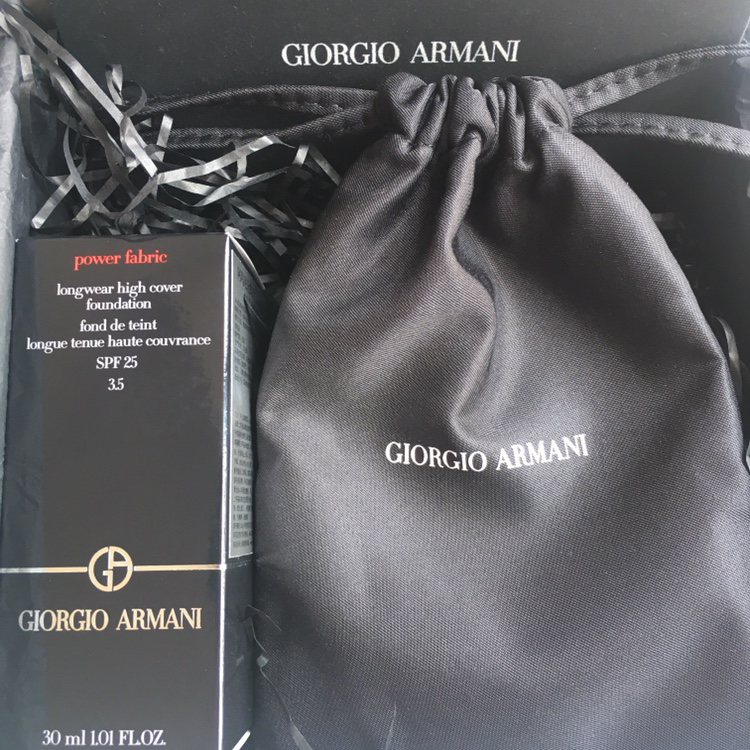 GIORGIO ARMANI
power fabric
longwear high cover
foundation
fond de teint
longue tenue haute couvrance
SPF 25
3.5
GA
GIORGIO ARMANI
30 ml 1.01 FL.OZ.
GIORGIO ARMANI